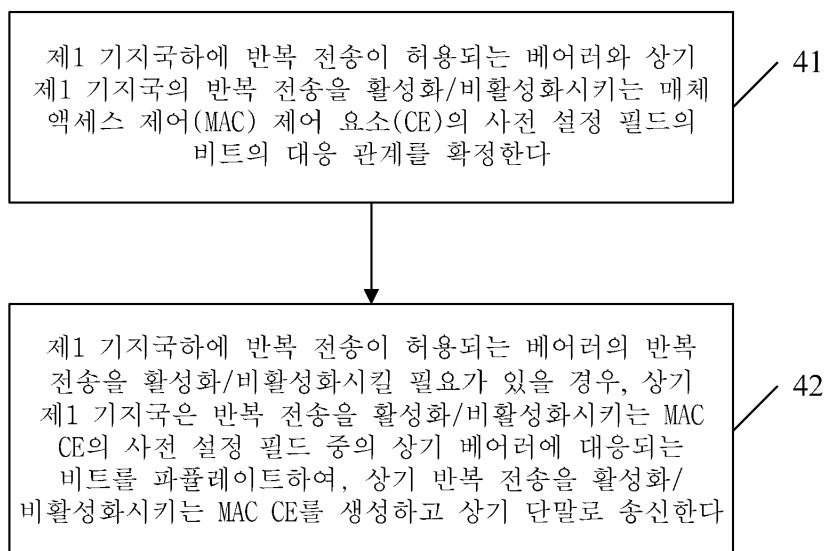 제1 기지국하에 반복 전송이 허용되는 베어러와 상기
제1 기지국의 반복 전송을 활성화/비활성화시키는 매체
액세스 제어(MAC) 제어 요소(CE)의 사전 설정 필드의
비트의 대응 관계를 확정한다
41
제1 기지국하에 반복 전송이 허용되는 베어러의 반복
전송을 활성화/비활성화시킬 필요가 있을 경우, 상기
제1 기지국은 반복 전송을 활성화/비활성화시키는 MAC
CE의 사전 설정 필드 중의 상기 베어러에 대응되는
비트를 파퓰레이트하여, 상기 반복 전송을 활성화/
비활성화시키는 MAC CE를 생성하고 상기 단말로 송신한다
42